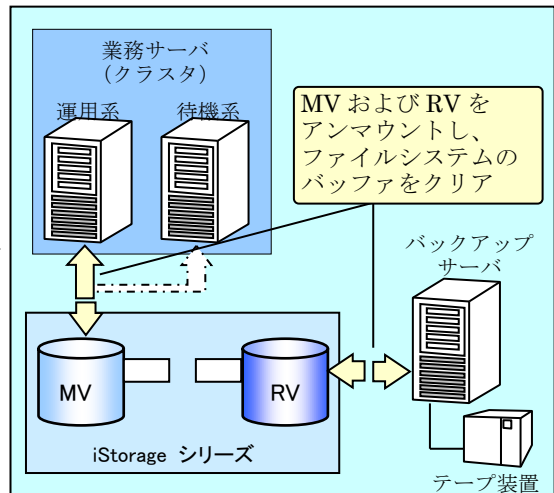 業務サーバ
(クラスタ)
運用系
待機系
MV および RV を
アンマウントし、
ファイルシステムの
バッファをクリア
バックアップ
サーバ
MV
RV
iStorage シリーズ
テープ装置